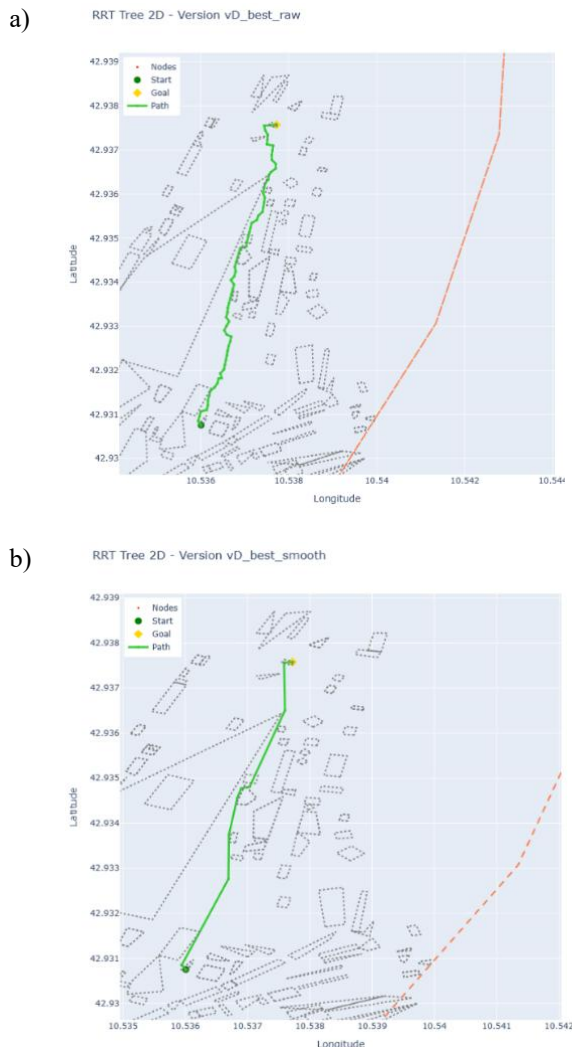 a)
RRT Tree 2D - Version vD_best_raw
42.939
Nodes
Start
Goal
Path
42.938
42.937
42.936
42.935
42.934
42.933
42.932
42.931
42.93
Latitude
10.536 10.538 10.54 10.542 10.544
Longitude
b)
RRT Tree 2D - Version vD_best_smooth
42.939
Nodes
Start
Goal
Path
42.938
42.937
42.936
42.935
42.934
42.933
42.932
42.931
42.93
Latitude
10.535 10.536 10.537 10.538 10.539 10.54 10.541 10.542
Longitude